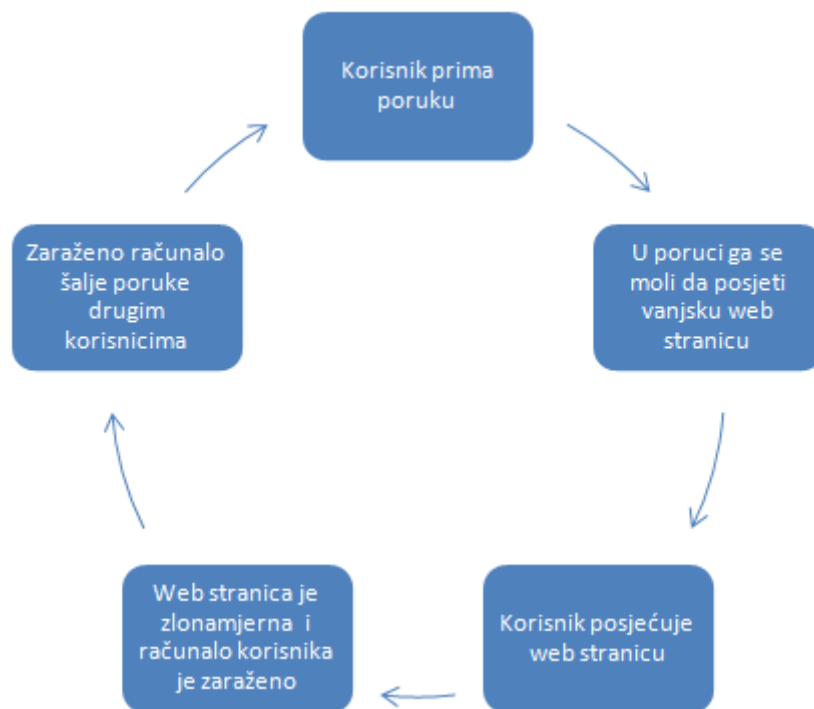 Korisnik prima
poruku
U poruci ga se
moli da posjeti
vanjsku web
stranicu
Korisnik posjećuje
web stranicu
Web stranica je
zlonamjerna i
računalo korisnika
je zaraženo
Zaraženo računalo
šalje poruke
drugim
korisnicima